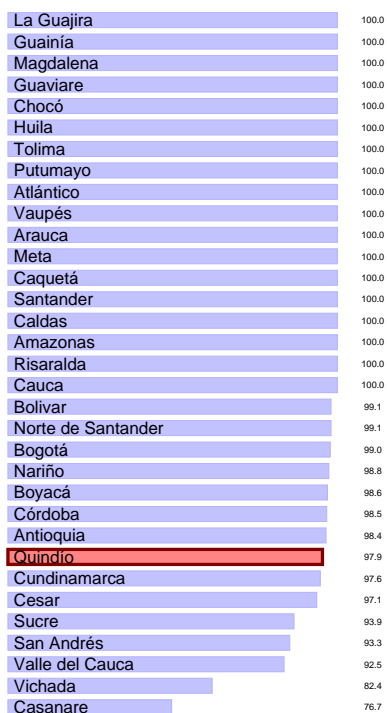 La Guajira 100.0
Guainía 100.0
Magdalena 100.0
Guaviare 100.0
Chocó 100.0
Huila 100.0
Tolima 100.0
Putumayo 100.0
Atlántico 100.0
Vaupés 100.0
Arauca 100.0
Meta 100.0
Caquetá 100.0
Santander 100.0
Caldas 100.0
Amazonas 100.0
Risaralda 100.0
Cauca 100.0
Bolivar 99.1
Norte de Santander 99.1
Bogotá 99.0
Nariño 98.8
Boyacá 98.6
Córdoba 98.5
Antioquia 98.4
Quindío 97.9
Cundinamarca 97.6
Cesar 97.1
Sucre 93.9
San Andrés 93.3
Valle del Cauca 92.5
Vichada 82.4
Casanare 76.7